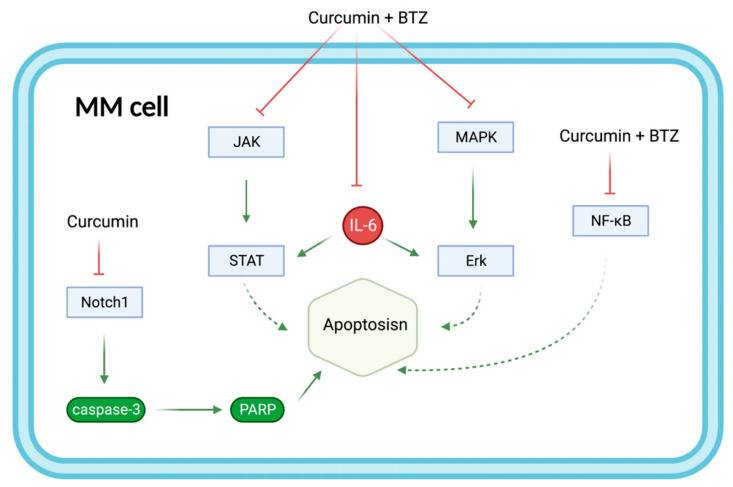 Curcumin + BTZ
MM cell
JAK
MAPK
Curcumin + BTZ
Curcumin
IL-6
NF-κB
STAT
Erk
Notch1
Apoptosisn
caspase-3
PARP